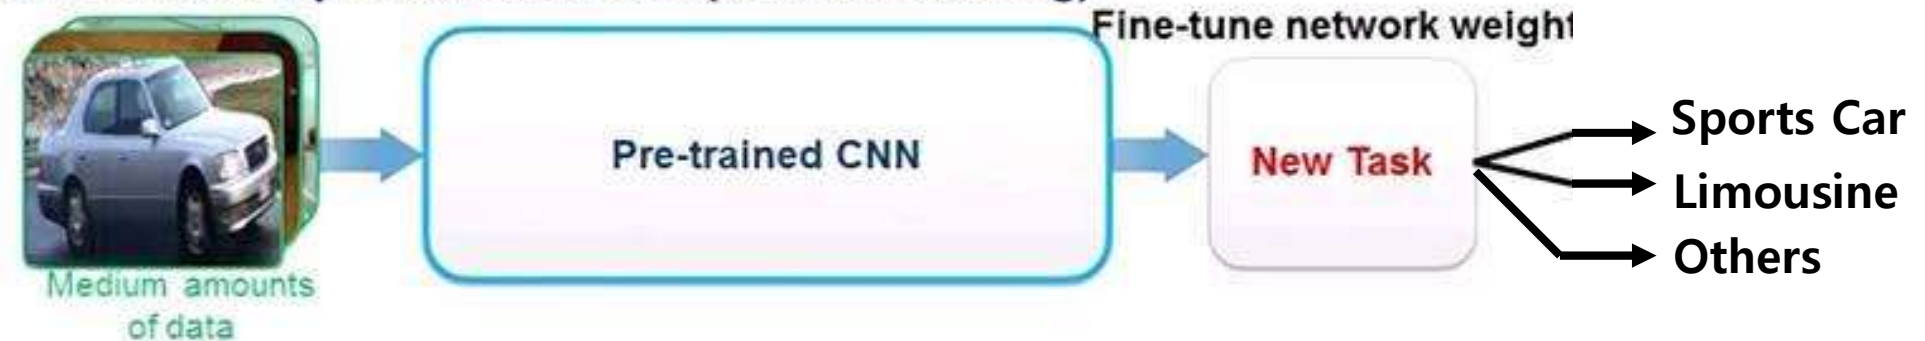 Fine-tune network weight
Sports Car
Pre-trained CNN
New Task
Limousine
Others
Medium amounts
of data